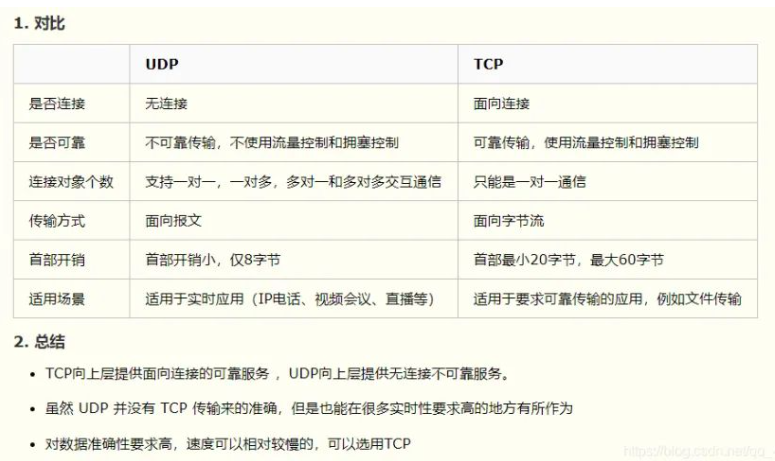 1. 对比
UDP TCP
是否连接 无连接 面向连接
是否可靠 不可靠传输，不使用流量控制和拥塞控制 可靠传输，使用流量控制和拥塞控制
连接对象个数 支持一对一，一对多，多对一和多对多交互通信 只能是一对一通信
传输方式 面向报文 面向字节流
首部开销 首部开销小，仅8字节 首部最小20字节，最大60字节
适用场景 适用于实时应用（IP电话、视频会议、直播等） 适用于要求可靠传输的应用，例如文件传输
2. 总结
• TCP向上层提供面向连接的可靠服务 ，UDP向上层提供无连接不可靠服务。
• 虽然 UDP 并没有 TCP 传输来的准确，但是也能在很多实时性要求高的地方有所作为
• 对数据准确性要求高，速度可以相对较慢的，可以选用TCP